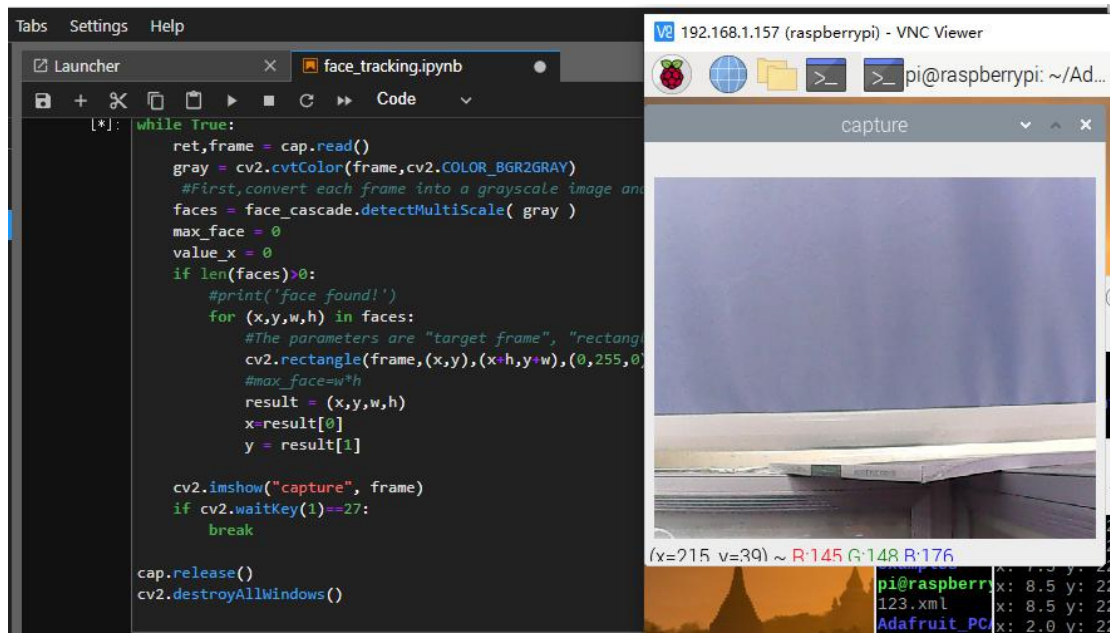 Tabs Settings Help
Launcher
face_tracking.ipynb
Code
[*]:
while True:
ret,frame = cap.read()
gray = cv2.cvtColor(frame,cv2.COLOR_BGR2GRAY)
#First,convert each frame into a grayscale image and
faces = face_cascade.detectMultiScale( gray )
max_face = 0
value_x = 0
if len(faces)>0:
#print('face found!')
for (x,y,w,h) in faces:
#The parameters are "target frame", "rectangl
cv2.rectangle(frame,(x,y),(x+h,y+w),(0,255,0)
#max_face=w*h
result = (x,y,w,h)
x=result[0]
y = result[1]
cv2.imshow("capture", frame)
if cv2.waitKey(1)==27:
break
cap.release()
cv2.destroyAllWindows()
192.168.1.157 (raspberrypi) - VNC Viewer
pi@raspberrypi: ~/Ad...
capture
(x=215, y=39) ~ R:145 G:148 B:176
pi@raspberry
123.xml
Adafruit_PCA
x: 8.5 y: 22
x: 8.5 y: 22
x: 2.0 y: 22